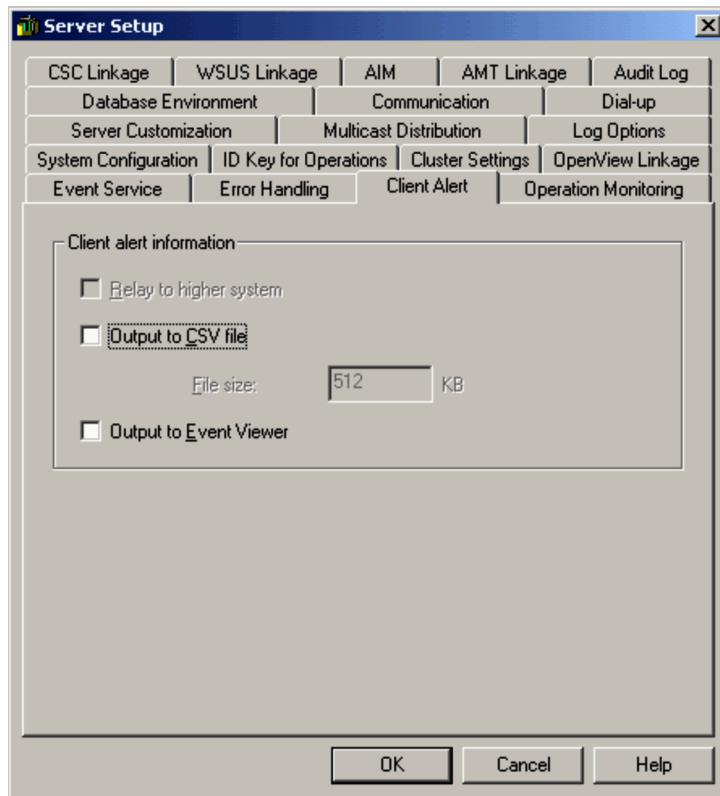 Server Setup
CSC Linkage WSUS Linkage AIM AMT Linkage Audit Log
Database Environment Communication Dial-up
Server Customization Multicast Distribution Log Options
System Configuration ID Key for Operations Cluster Settings OpenView Linkage
Event Service Error Handling Client Alert Operation Monitoring
Client alert information
Relay to higher system
Output to CSV file
File size: 512 KB
Output to Event Viewer
OK Cancel Help